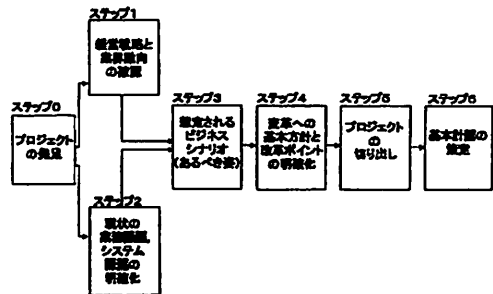 ステップ0
プロジェクト
の発足
ステップ1
経営戦略と
業界動向
の確認
ステップ2
現状の
業務課題,
システム
課題の
明確化
ステップ3
想定される
ビジネス
シナリオ
(あるべき姿)
ステップ4
変革への
基本方針と
改革ポイント
の明確化
ステップ5
プロジェクト
の
切り出し
ステップ6
基本計画の
策定